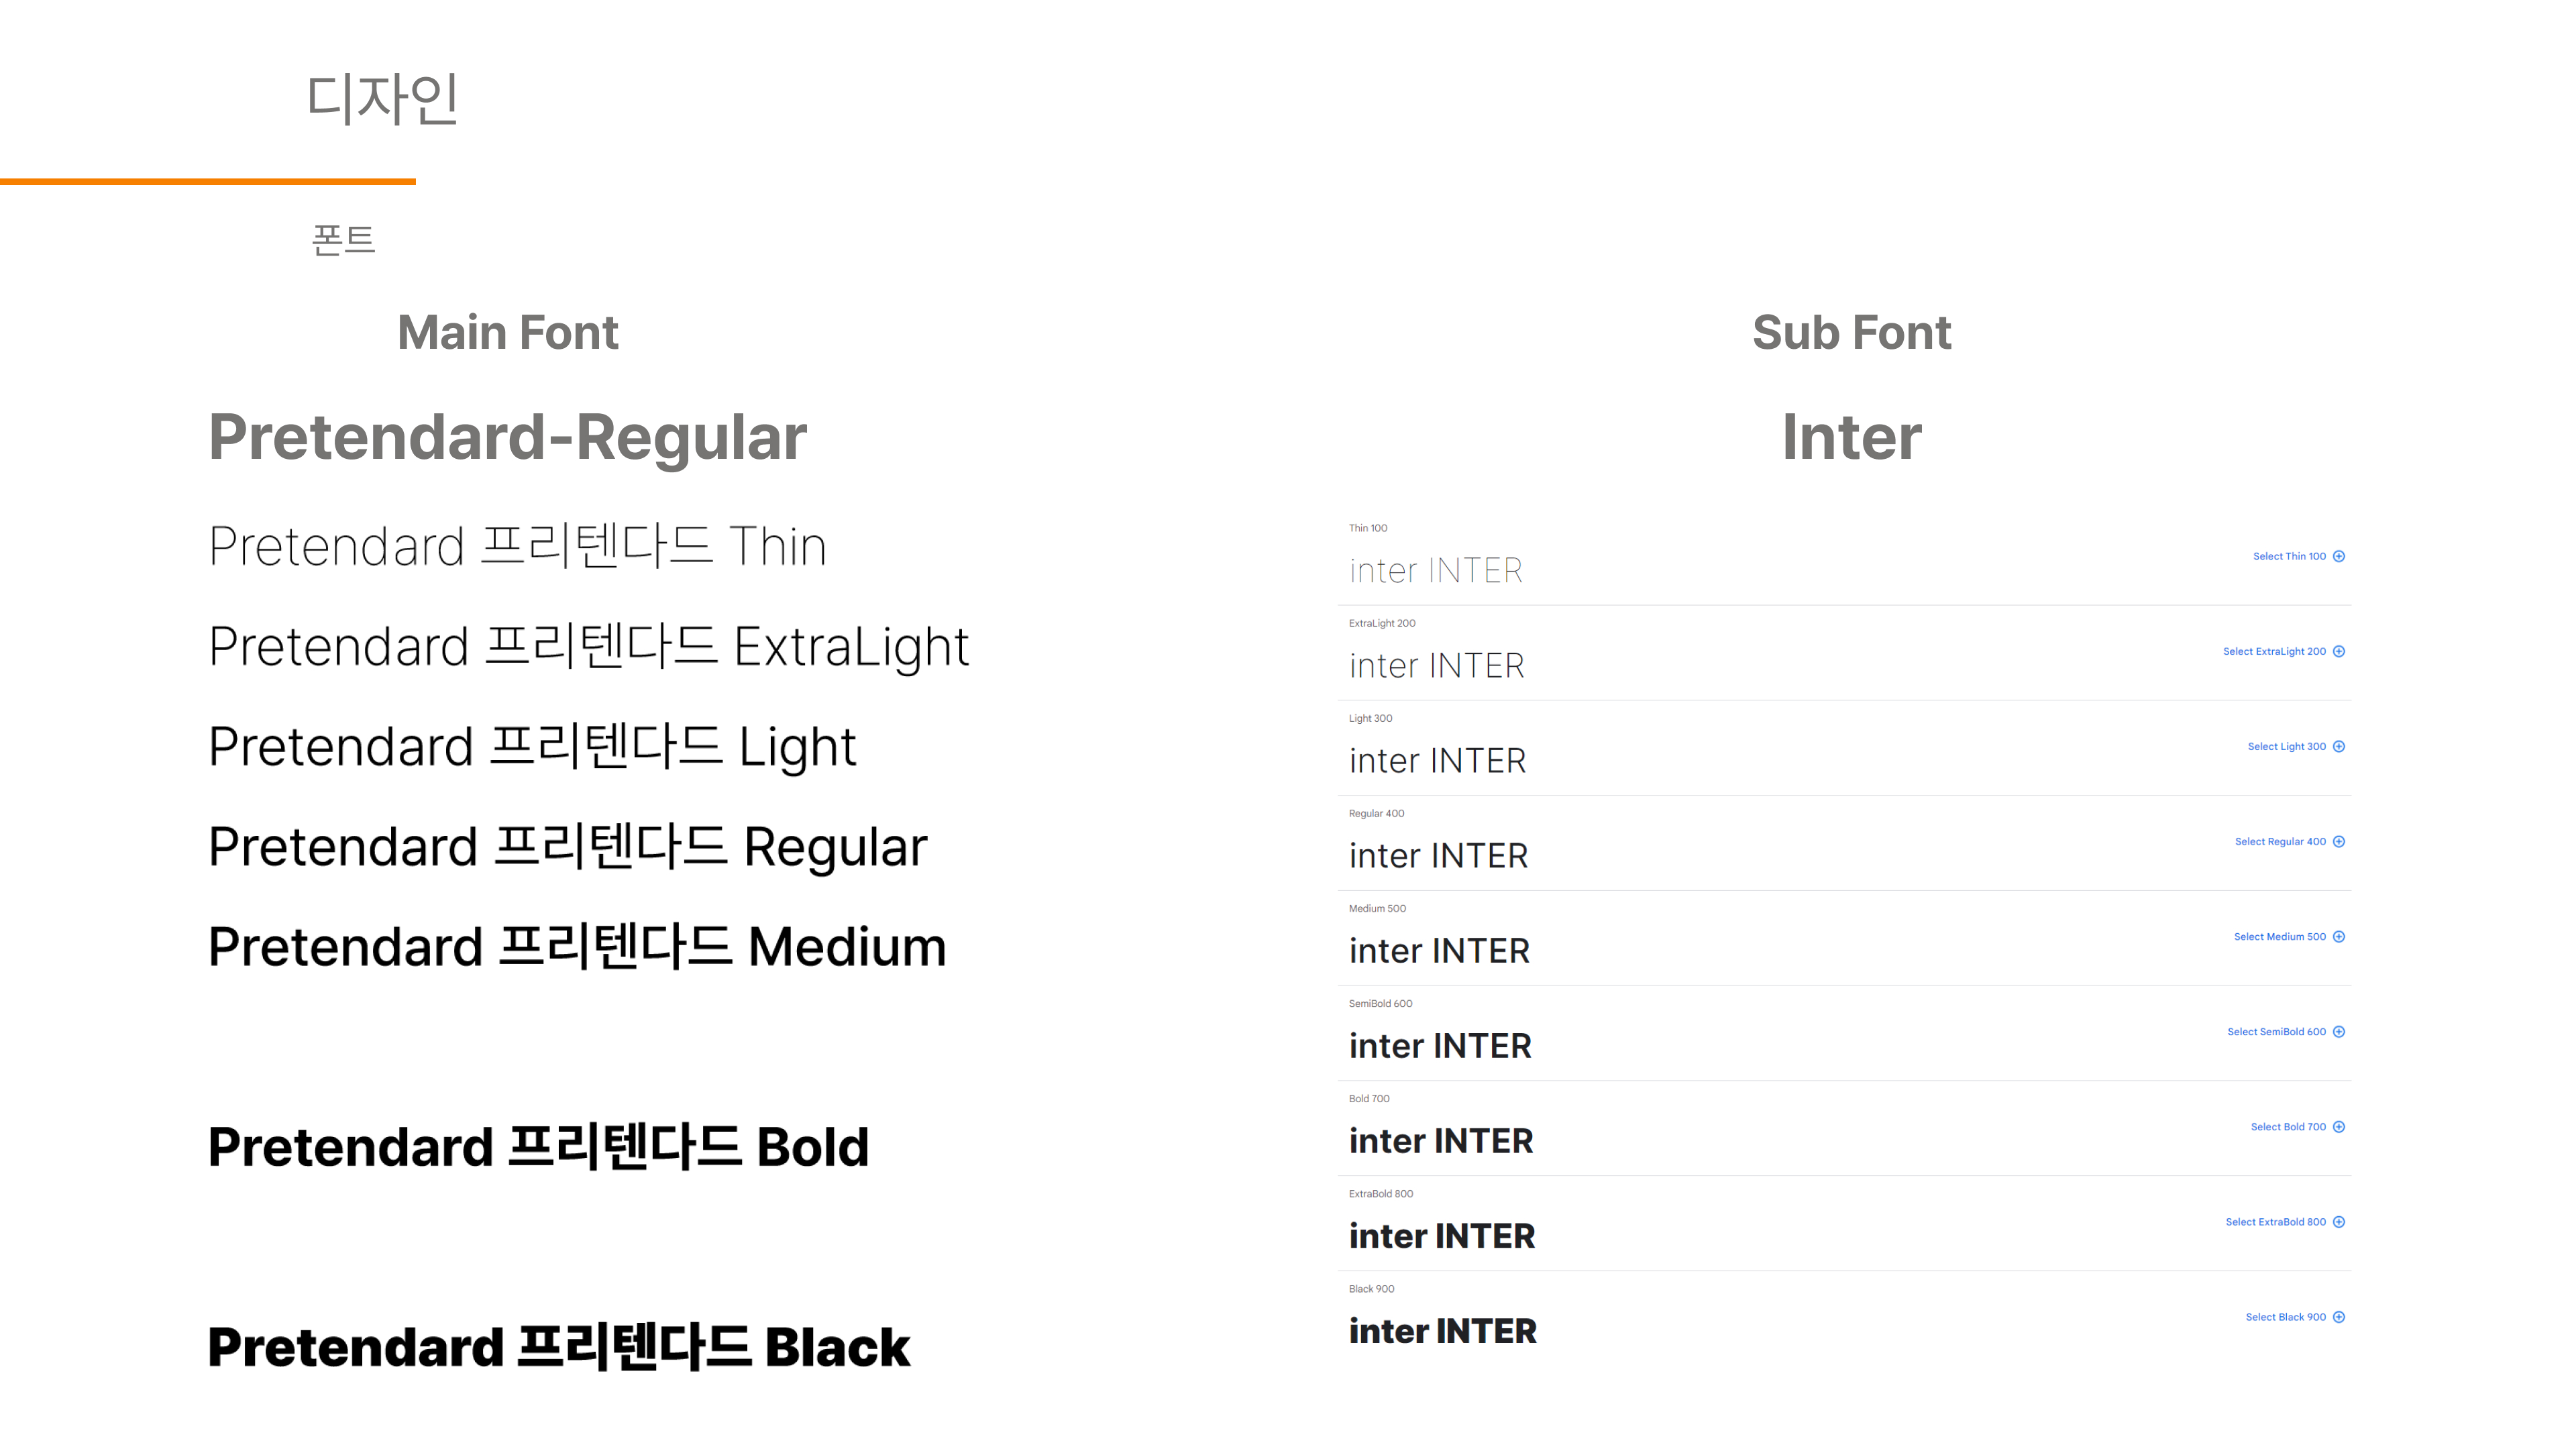 디자인
폰트
Main Font
Pretendard-Regular
Pretendard 프리텐다드 Thin
Pretendard 프리텐다드 ExtraLight
Pretendard 프리텐다드 Light
Pretendard 프리텐다드 Regular
Pretendard 프리텐다드 Medium
Pretendard 프리텐다드 Bold
Pretendard 프리텐다드 Black
Sub Font
Inter
Thin 100
inter INTER
Select Thin 100
ExtraLight 200
inter INTER
Select ExtraLight 200
Light 300
inter INTER
Select Light 300
Regular 400
inter INTER
Select Regular 400
Medium 500
inter INTER
Select Medium 500
SemiBold 600
inter INTER
Select SemiBold 600
Bold 700
inter INTER
Select Bold 700
ExtraBold 800
inter INTER
Select ExtraBold 800
Black 900
inter INTER
Select Black 900